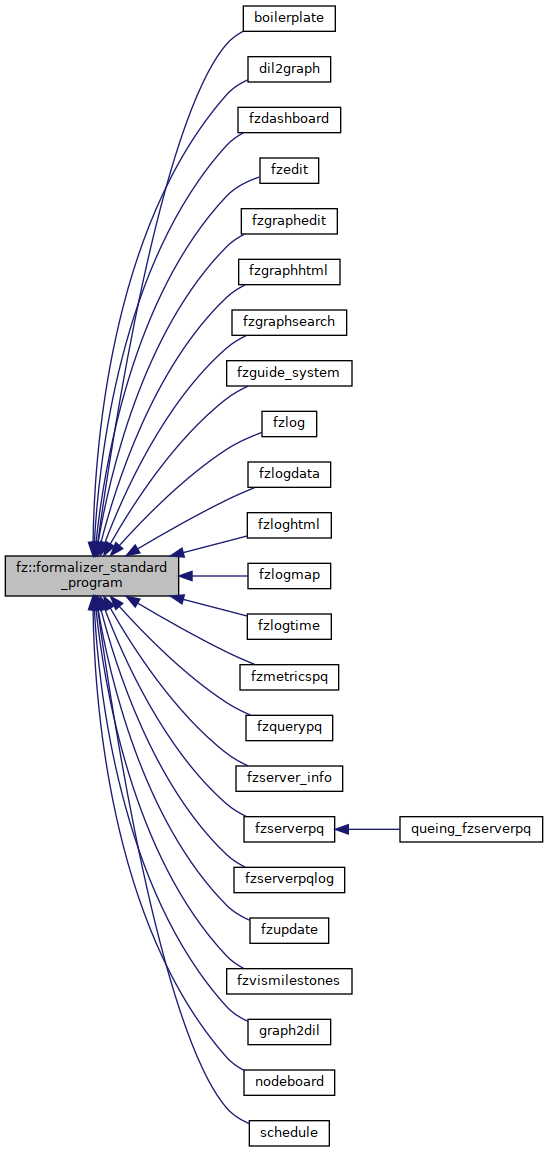 boilerplate
dil2graph
fzdashboard
fzedit
fzgraphedit
fzgraphhtml
fzgraphsearch
fzguide_system
fzlog
fzlogdata
fzloghtml
fz::formalizer_standard
_program
fzlogmap
fzlogtime
fzmetricspq
fzquerypq
fzserver_info
fzserverpq
queing_fzserverpq
fzserverpqlog
fzupdate
fzvismilestones
graph2dil
nodeboard
schedule